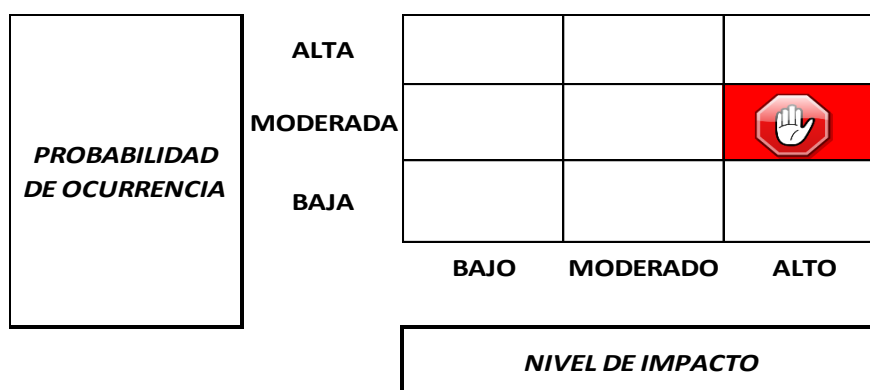 ALTA
MODERADA
PROBABILIDAD
DE OCURRENCIA
BAJA
BAJO MODERADO ALTO
NIVEL DE IMPACTO